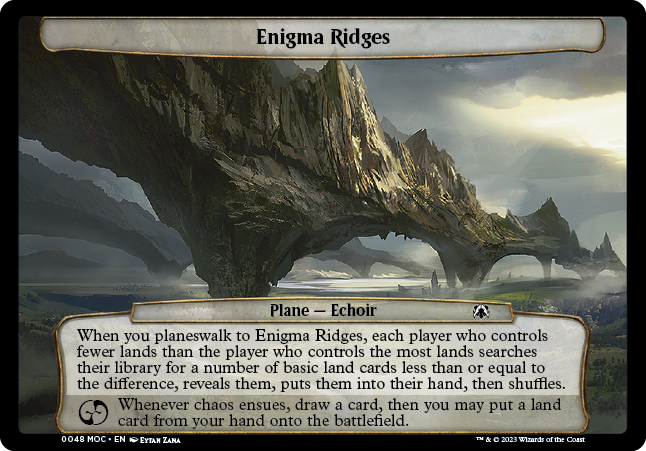 Enigma Ridges
Plane — Echoir
When you planeswalk to Enigma Ridges, each player who controls
fewer lands than the player who controls the most lands searches
their library for a number of basic land cards less than or equal to
the difference, reveals them, puts them into their hand, then shuffles.
Whenever chaos ensues, draw a card, then you may put a land
card from your hand onto the battlefield.
0048 MOC • EN Eytan Zana
™ & © 2023 Wizards of the Coast